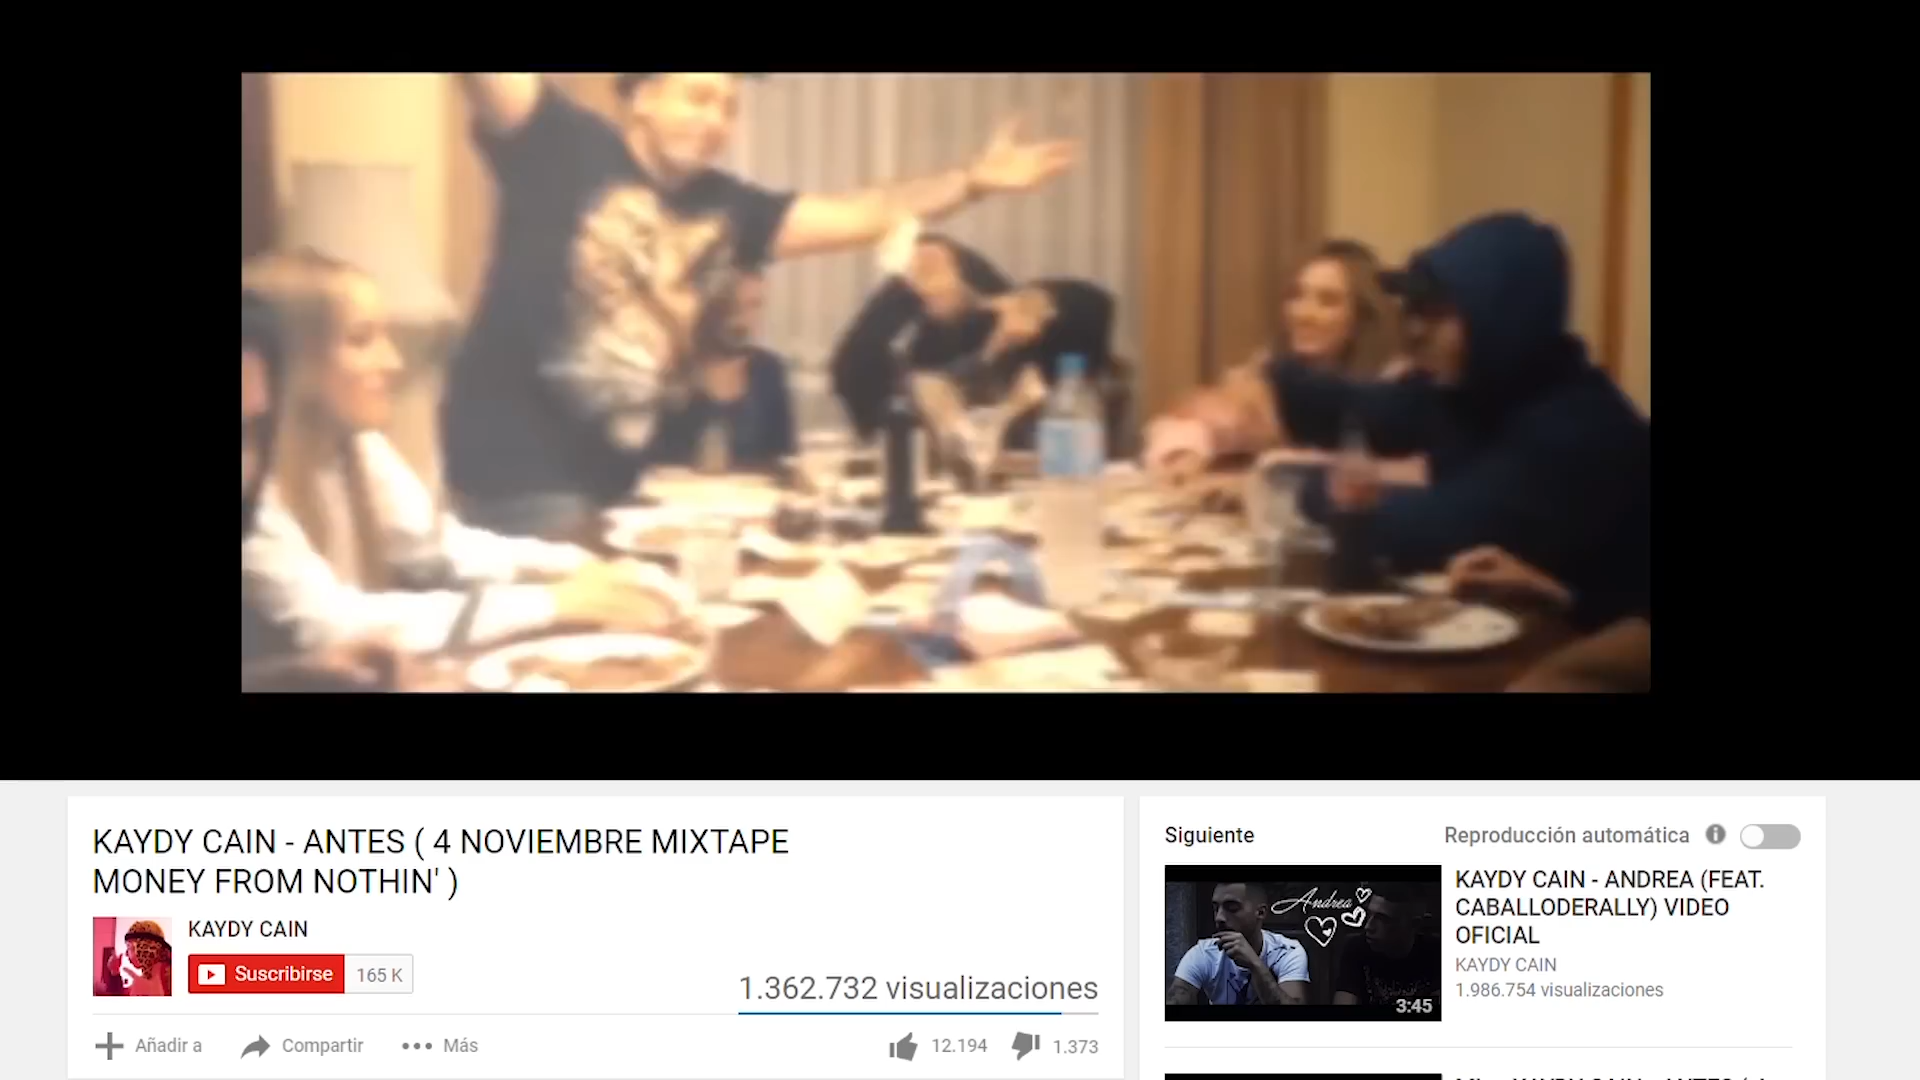 KAYDY CAIN - ANTES ( 4 NOVIEMBRE MIXTAPE
MONEY FROM NOTHIN' )
KAYDY CAIN
Suscribirse 165 K
1.362.732 visualizaciones
Añadir a Compartir Más 12.194 1.373
Siguiente Reproducción automática
Andrea
3:45
KAYDY CAIN - ANDREA (FEAT.
CABALLODERALLY) VIDEO
OFICIAL
KAYDY CAIN
1.986.754 visualizaciones